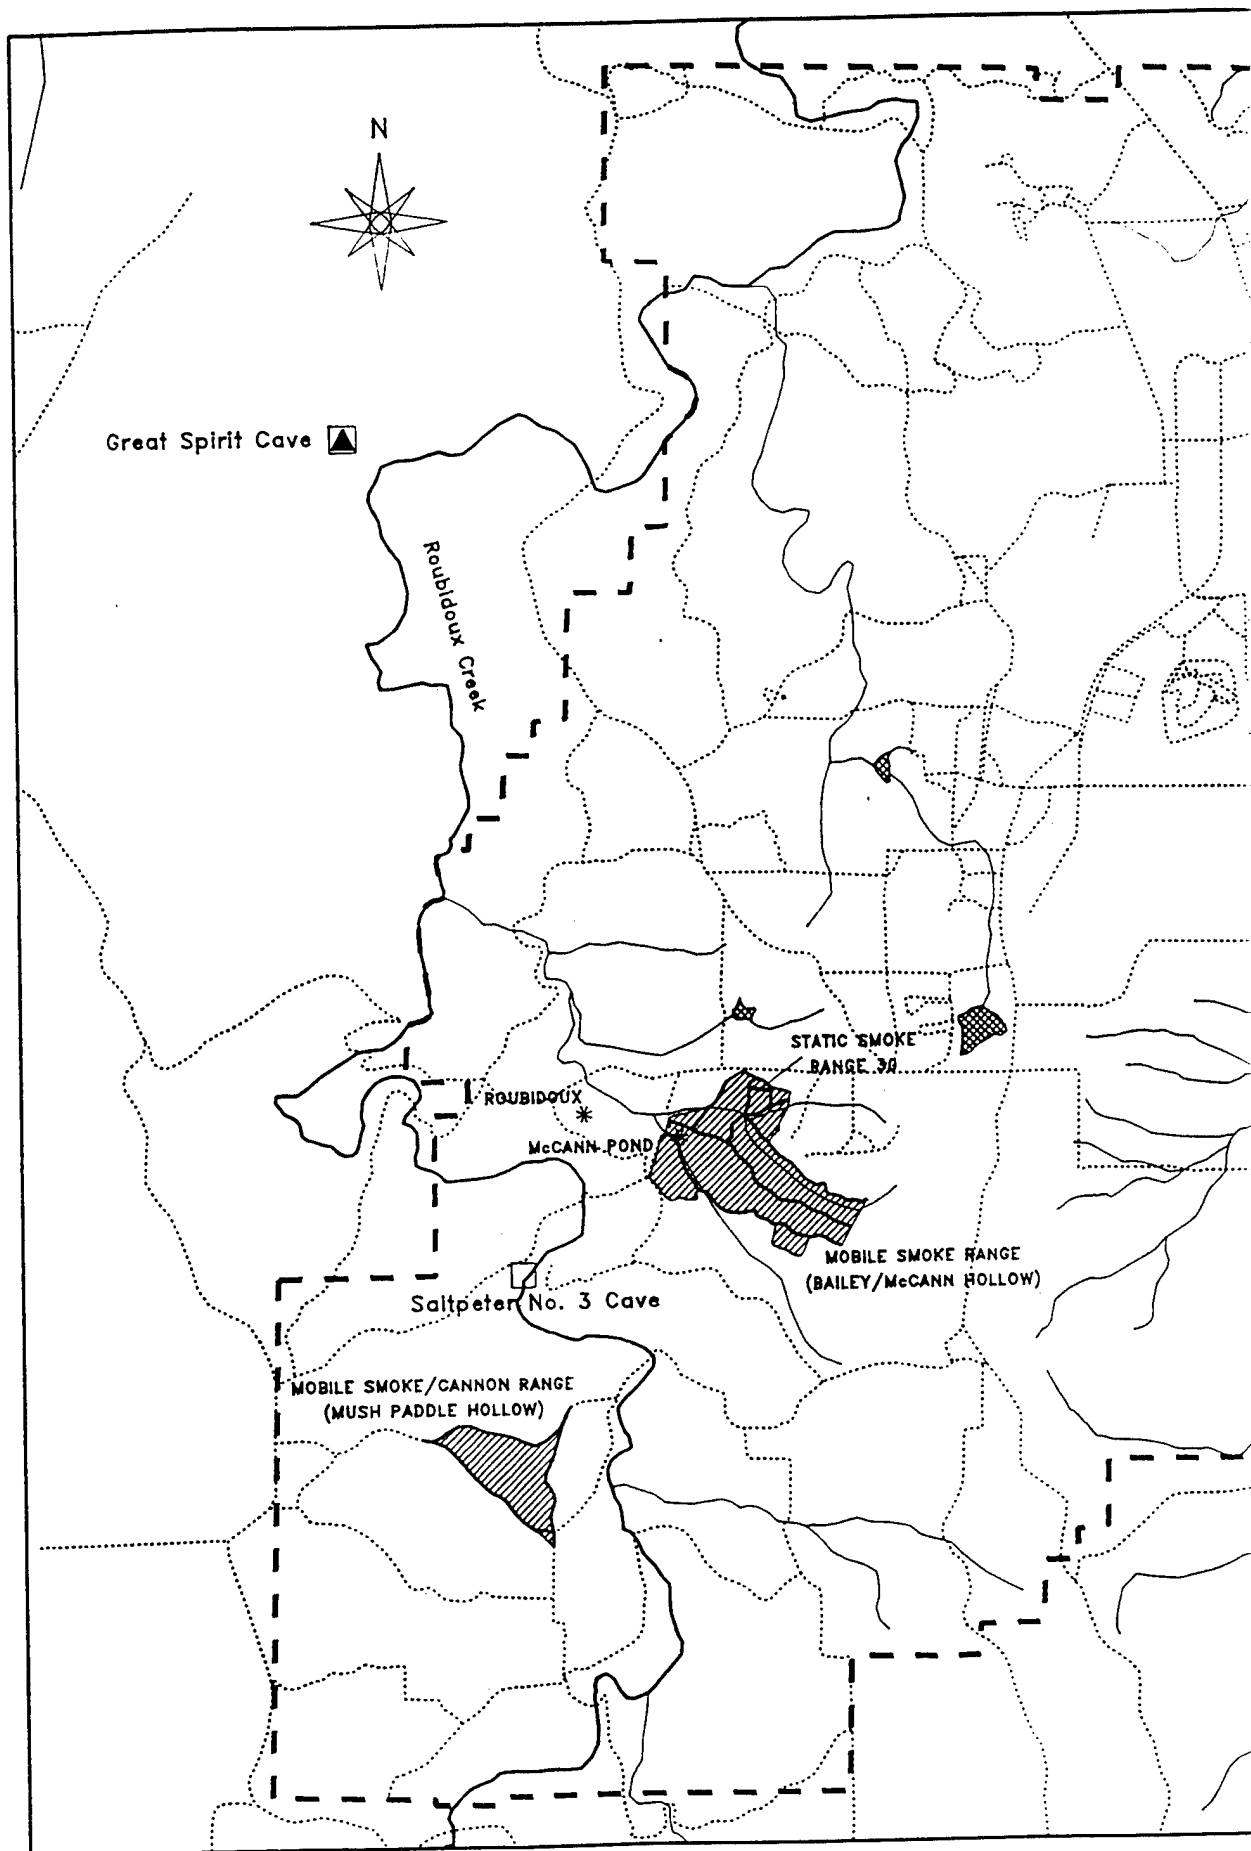 N
Great Spirit Cave
Roubidoux Creek
STATIC SMOKE
RANGE 30
ROUBIDOUX
McCANN POND
MOBILE SMOKE RANGE
(BAILEY/McCANN HOLLOW)
Saltpeter No. 3 Cave
MOBILE SMOKE/CANNON RANGE
(MUSH PADDLE HOLLOW)